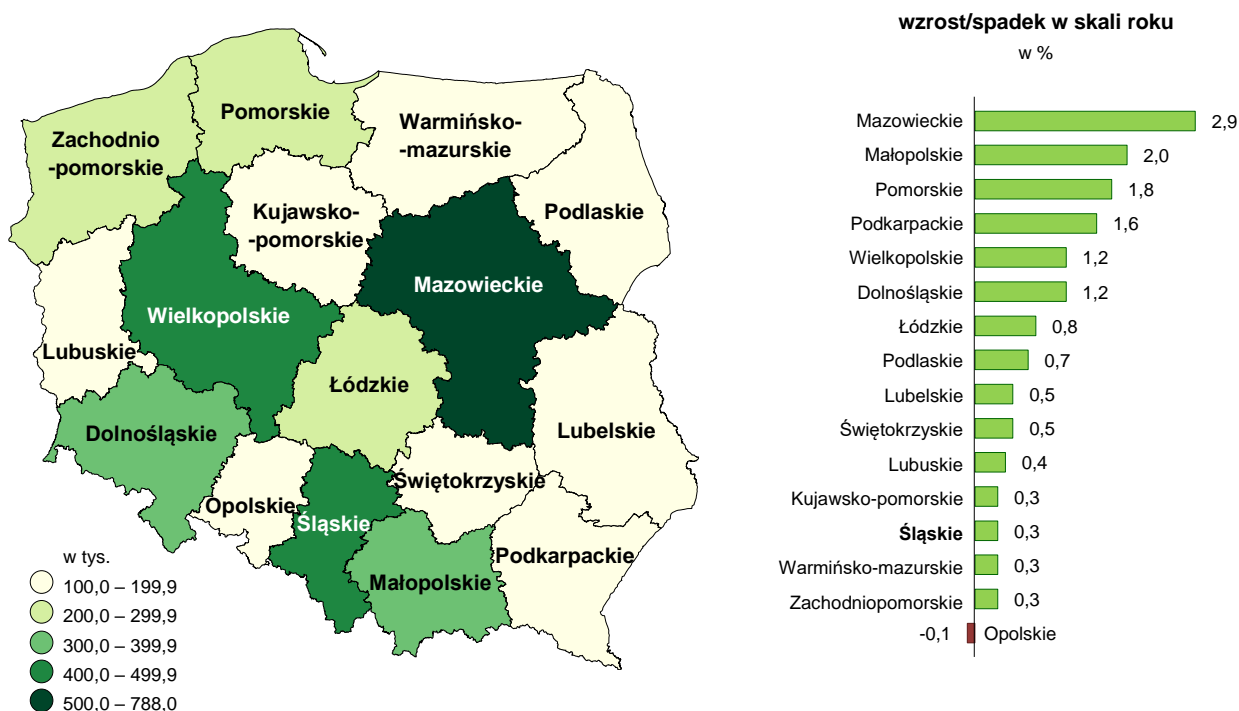 Zachodnio
-pomorskie
Pomorskie
Warmińsko-
-mazurskie
Kujawsko-
-pomorskie
Podlaskie
Mazowieckie
Wielkopolskie
Lubuskie
Łódzkie
Dolnośląskie
Lubelskie
Opolskie
Śląskie
Świętokrzyskie
Małopolskie
Podkarpackie
w tys.
100,0 – 199,9
200,0 – 299,9
300,0 – 399,9
400,0 – 499,9
500,0 – 788,0
wzrost/spadek w skali roku
w %
Mazowieckie 2,9
Małopolskie 2,0
Pomorskie 1,8
Podkarpackie 1,6
Wielkopolskie 1,2
Dolnośląskie 1,2
Łódzkie 0,8
Podlaskie 0,7
Lubelskie 0,5
Świętokrzyskie 0,5
Lubuskie 0,4
Kujawsko-pomorskie 0,3
Śląskie 0,3
Warmińsko-mazurskie 0,3
Zachodniopomorskie 0,3
-0,1 Opolskie